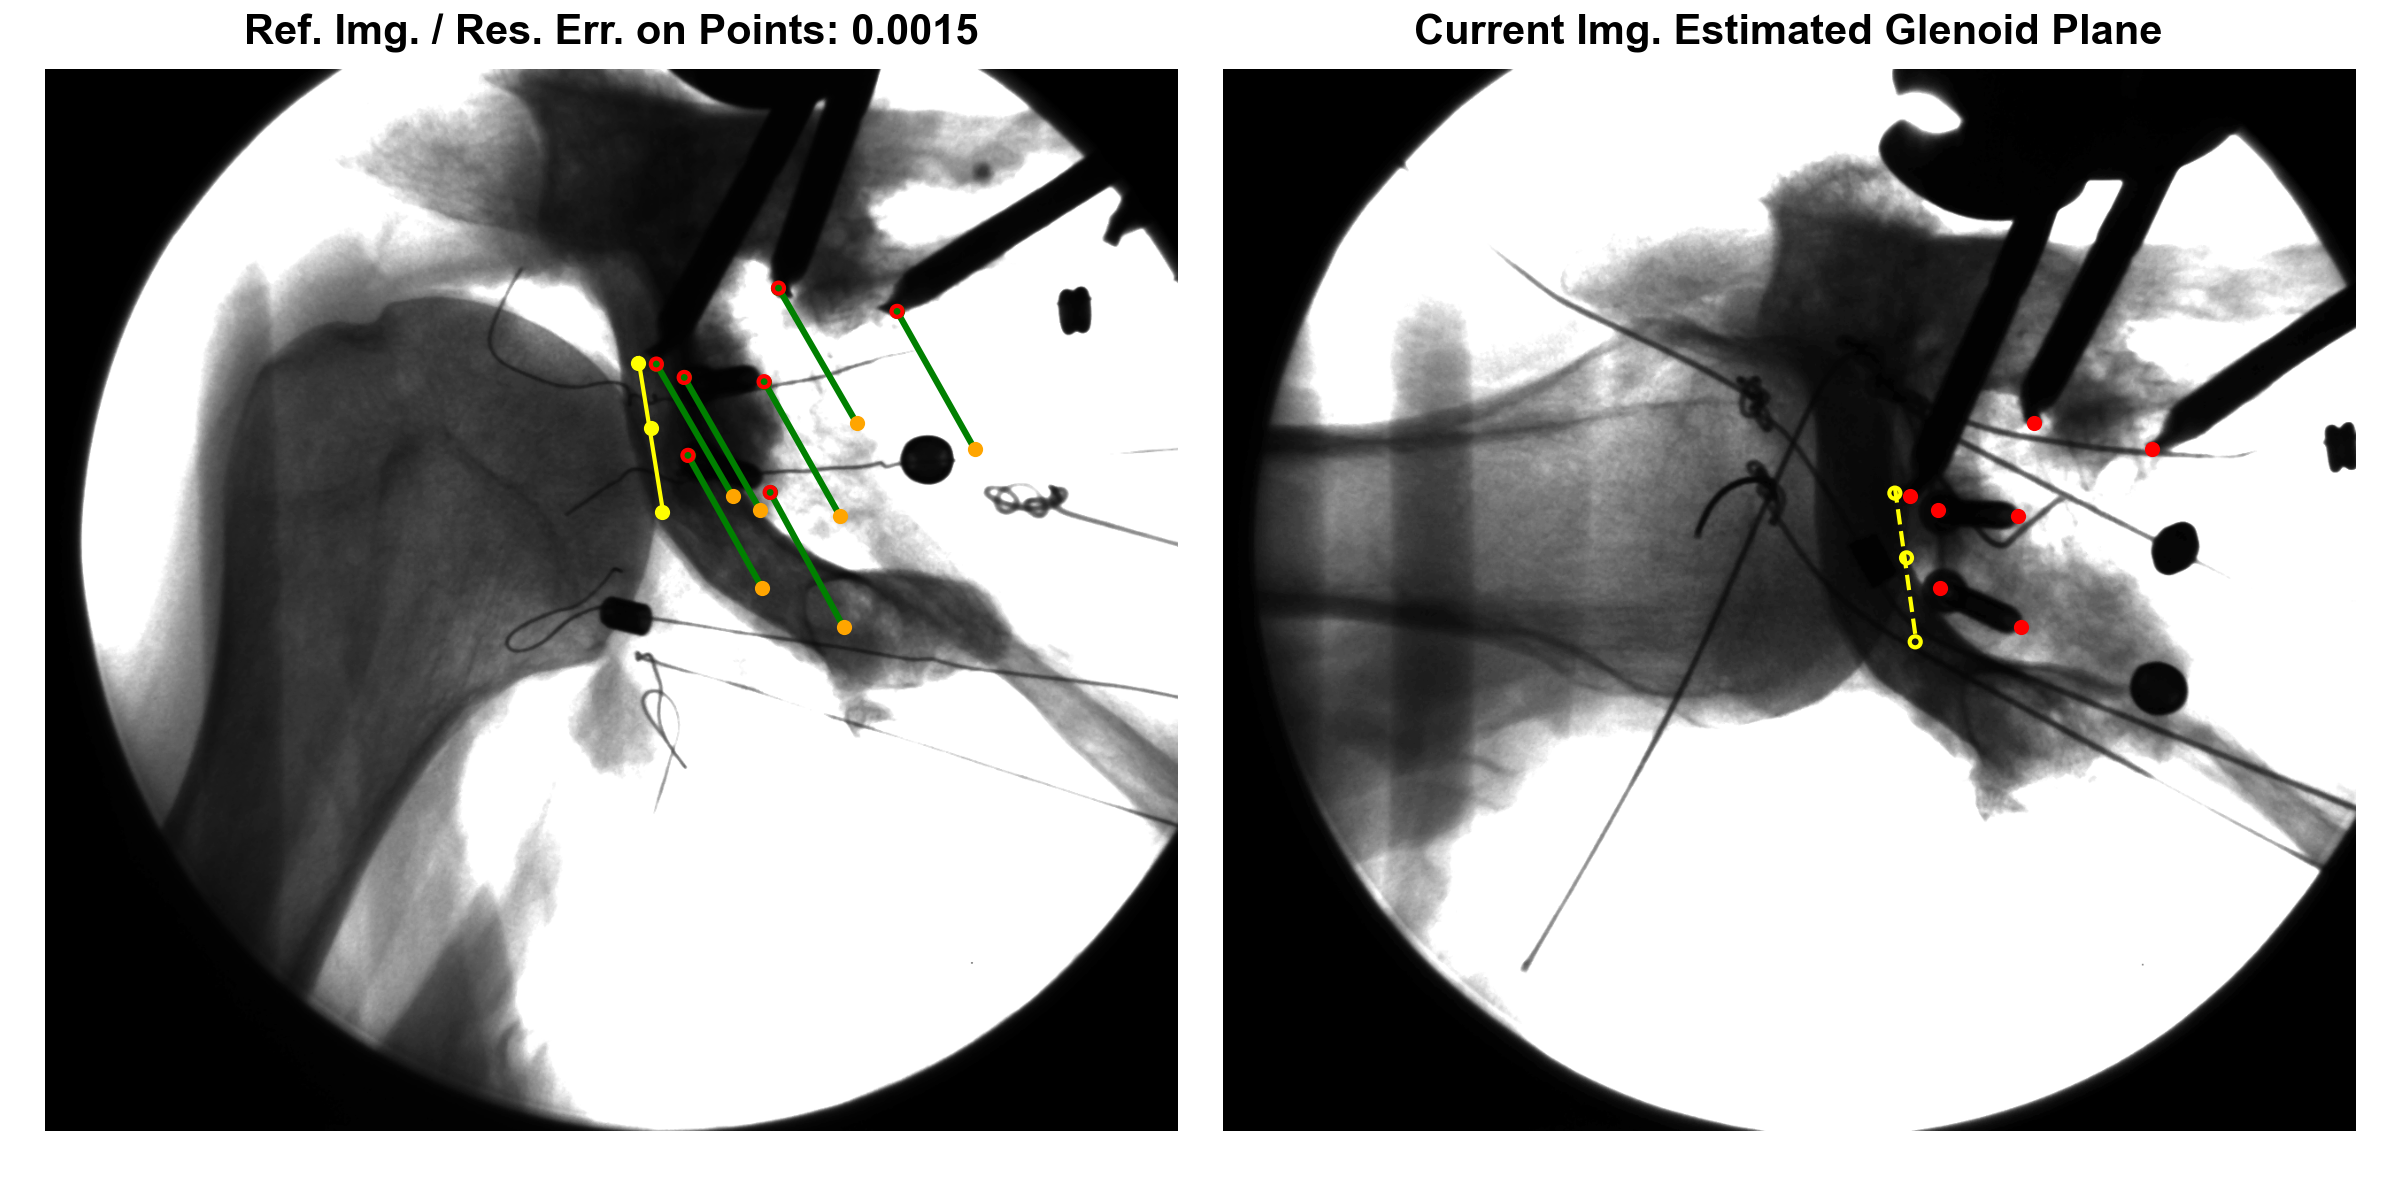 Ref. Img. / Res. Err. on Points: 0.0015
Current Img. Estimated Glenoid Plane